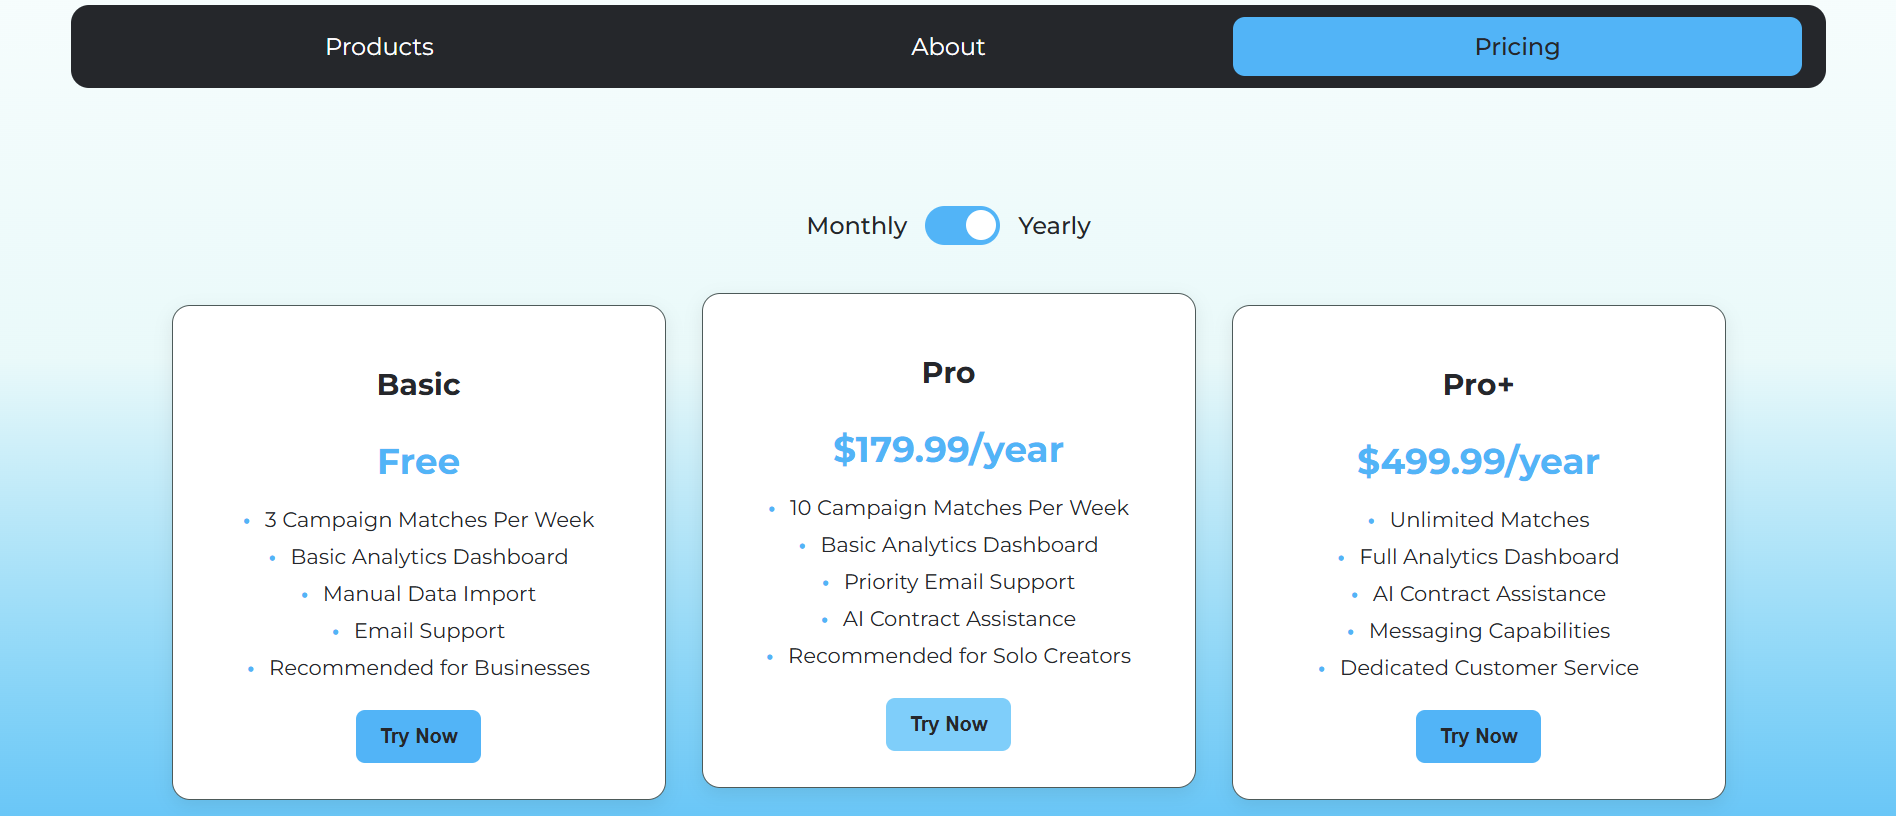 Products
About
Pricing
Monthly
Yearly
Basic
Free
• 3 Campaign Matches Per Week
• Basic Analytics Dashboard
• Manual Data Import
• Email Support
• Recommended for Businesses
Try Now
Pro
$179.99/year
• 10 Campaign Matches Per Week
• Basic Analytics Dashboard
• Priority Email Support
• AI Contract Assistance
• Recommended for Solo Creators
Try Now
Pro+
$499.99/year
• Unlimited Matches
• Full Analytics Dashboard
• AI Contract Assistance
• Messaging Capabilities
• Dedicated Customer Service
Try Now